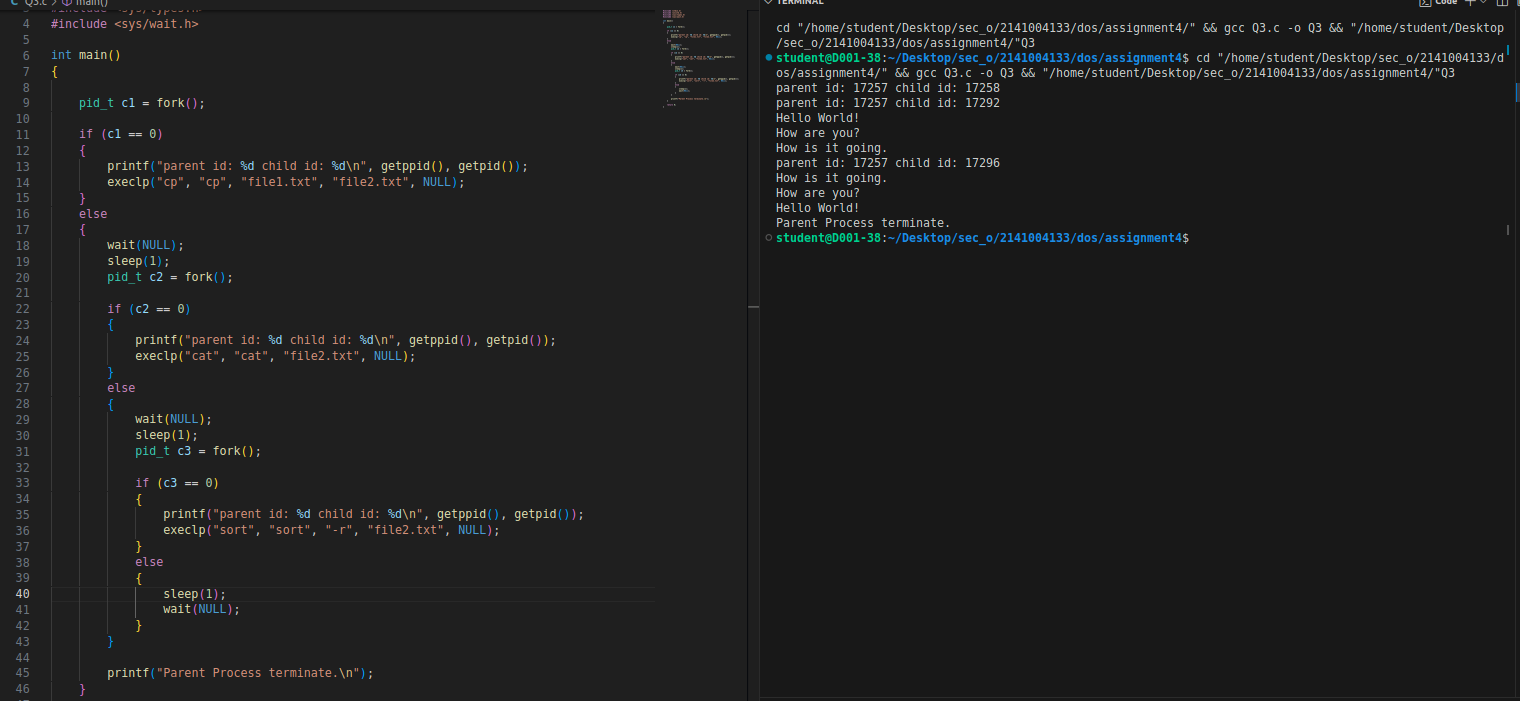 C Q3.c > main()
3 #include <sys/types.h>
4 #include <sys/wait.h>
5
6 int main()
7 {
8
9 pid_t c1 = fork();
10
11 if (c1 == 0)
12 {
13 printf("parent id: %d child id: %d\n", getppid(), getpid());
14 execlp("cp", "cp", "file1.txt", "file2.txt", NULL);
15 }
16 else
17 {
18 wait(NULL);
19 sleep(1);
20 pid_t c2 = fork();
21
22 if (c2 == 0)
23 {
24 printf("parent id: %d child id: %d\n", getppid(), getpid());
25 execlp("cat", "cat", "file2.txt", NULL);
26 }
27 else
28 {
29 wait(NULL);
30 sleep(1);
31 pid_t c3 = fork();
32
33 if (c3 == 0)
34 {
35 printf("parent id: %d child id: %d\n", getppid(), getpid());
36 execlp("sort", "sort", "-r", "file2.txt", NULL);
37 }
38 else
39 {
40 sleep(1);
41 wait(NULL);
42 }
43 }
44
45 printf("Parent Process terminate.\n");
46 }
TERMINAL
Code
cd "/home/student/Desktop/sec_o/2141004133/dos/assignment4/" && gcc Q3.c -o Q3 && "/home/student/Desktop
/sec_o/2141004133/dos/assignment4/"Q3
student@D001-38:~/Desktop/sec_o/2141004133/dos/assignment4$ cd "/home/student/Desktop/sec_o/2141004133/d
os/assignment4/" && gcc Q3.c -o Q3 && "/home/student/Desktop/sec_o/2141004133/dos/assignment4/"Q3
parent id: 17257 child id: 17258
parent id: 17257 child id: 17292
Hello World!
How are you?
How is it going.
parent id: 17257 child id: 17296
How is it going.
How are you?
Hello World!
Parent Process terminate.
student@D001-38:~/Desktop/sec_o/2141004133/dos/assignment4$